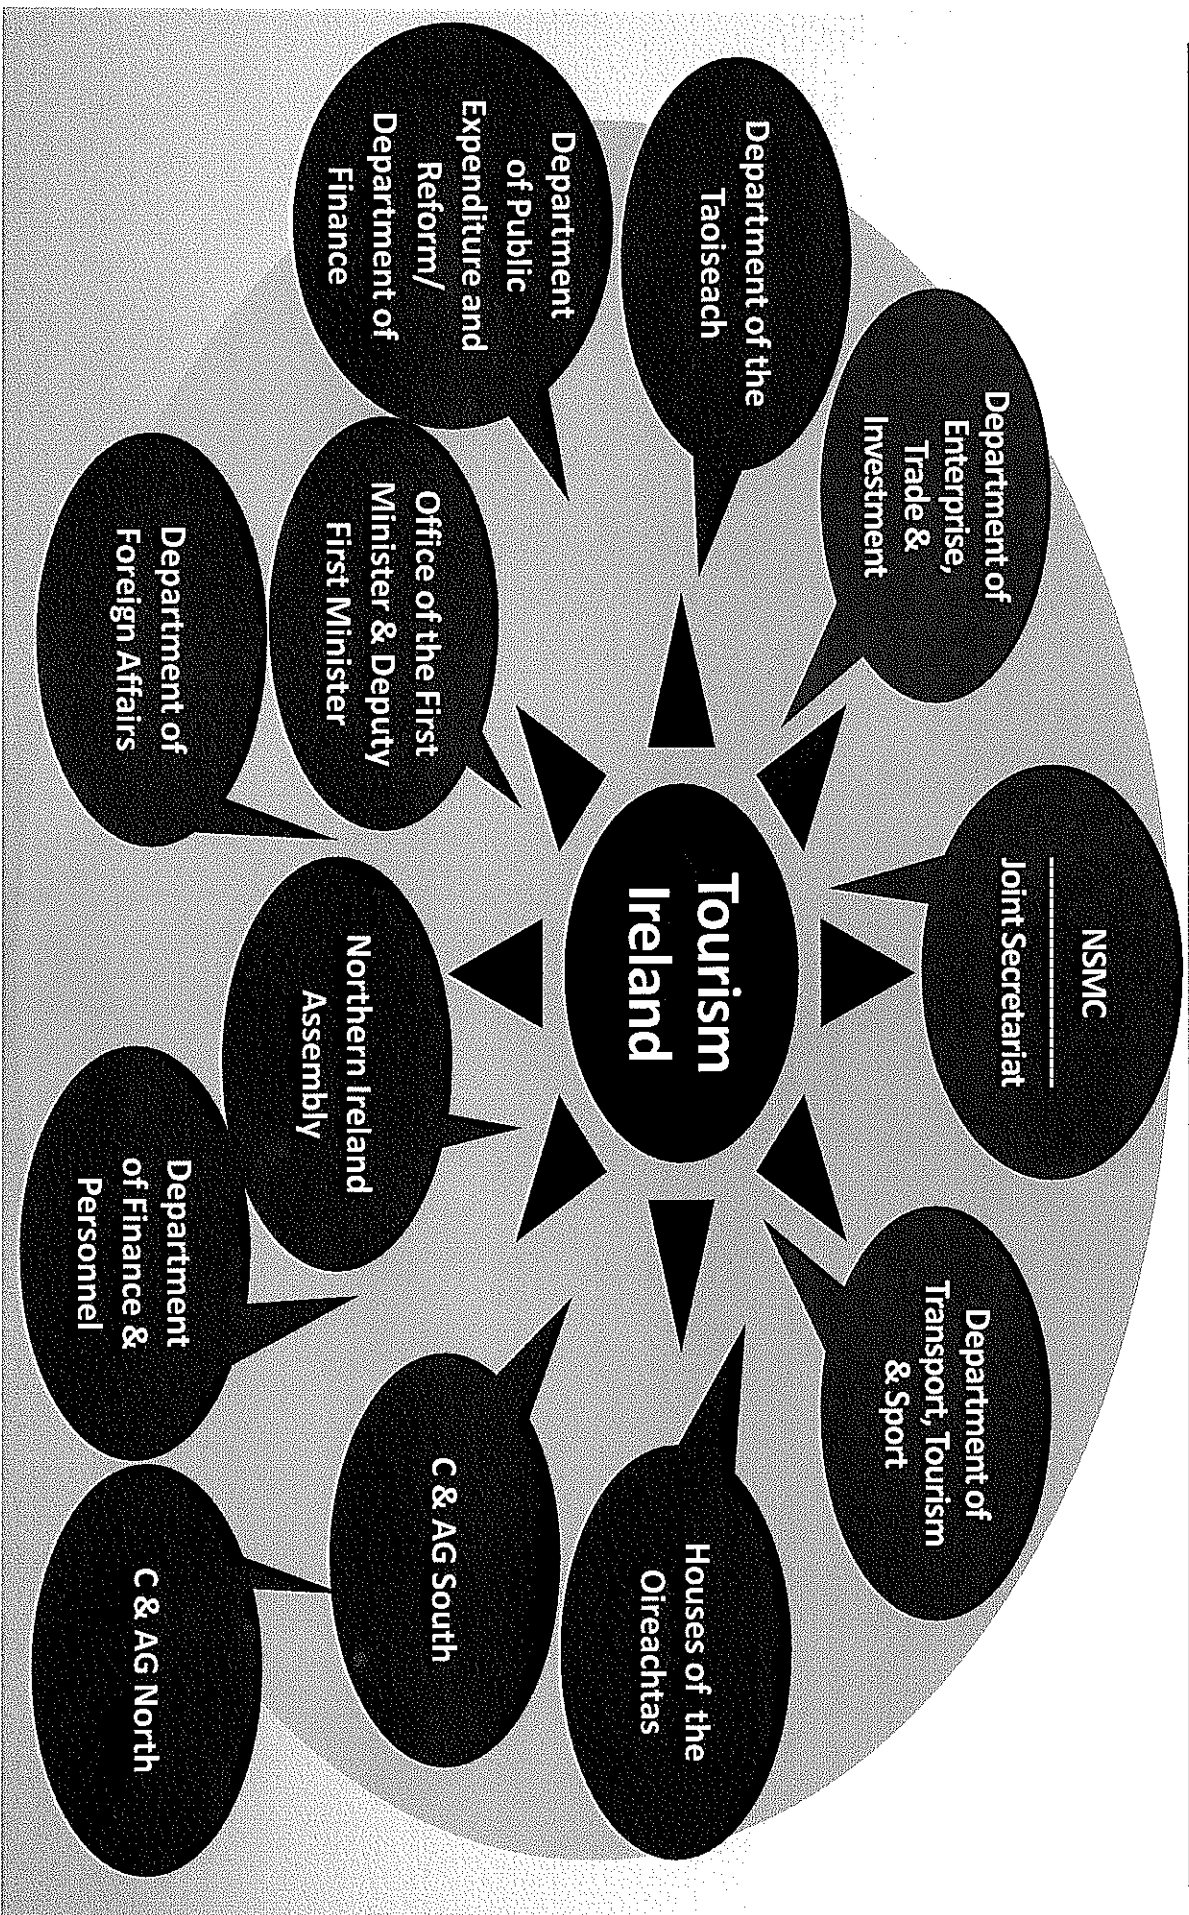 NSMC
Joint Secretariat
Department of
Enterprise,
Trade &
Investment
Department of
Transport, Tourism
& Sport
Department of the
Taoiseach
Tourism
Ireland
Houses of the
Oireachtas
Department
of Public
Expenditure and
Reform/
Department of
Finance
Office of the First
Minister & Deputy
First Minister
Northern Ireland
Assembly
C & AG South
Department of
Foreign Affairs
Department
of Finance &
Personnel
C & AG North